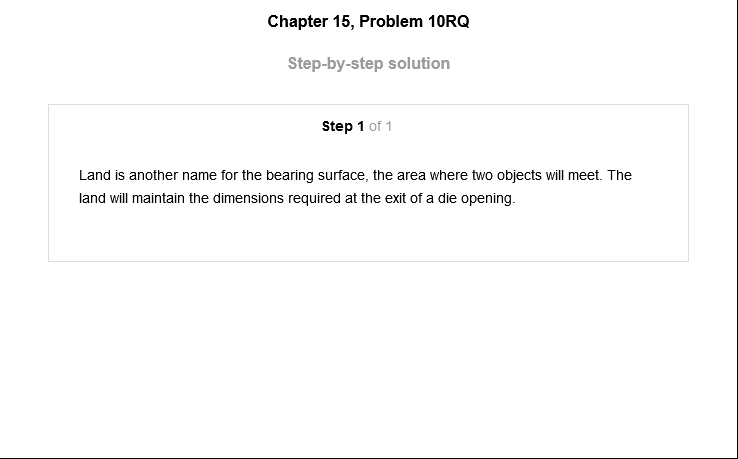 Chapter 15, Problem 10RQ
Step-by-step solution
Step 1 of 1
Land is another name for the bearing surface, the area where two objects will meet. The
land will maintain the dimensions required at the exit of a die opening.